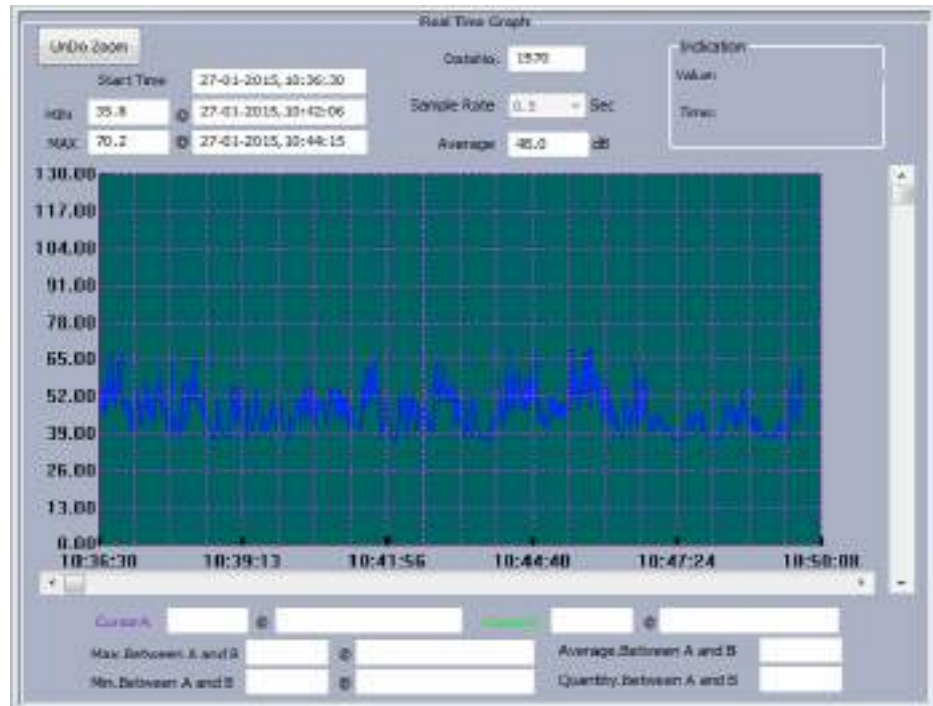 Real Time Graph
UnDo Zoom
DataNo. 1570
Indication
Value:
Start Time 27-01-2015,10:36:30
Sample Rate 0.5 Sec
Time:
MIN 35.8 @ 27-01-2015,10:42:06
MAX 70.2 @ 27-01-2015,10:44:15
Average 48.0 dB
130.00
117.00
104.00
91.00
78.00
65.00
52.00
39.00
26.00
13.00
0.00
10:36:30 10:39:13 10:41:56 10:44:40 10:47:24 10:50:08
Cursor A @ @
Max.Between A and B @ Average.Between A and B
Min.Between A and B @ Quantity.Between A and B